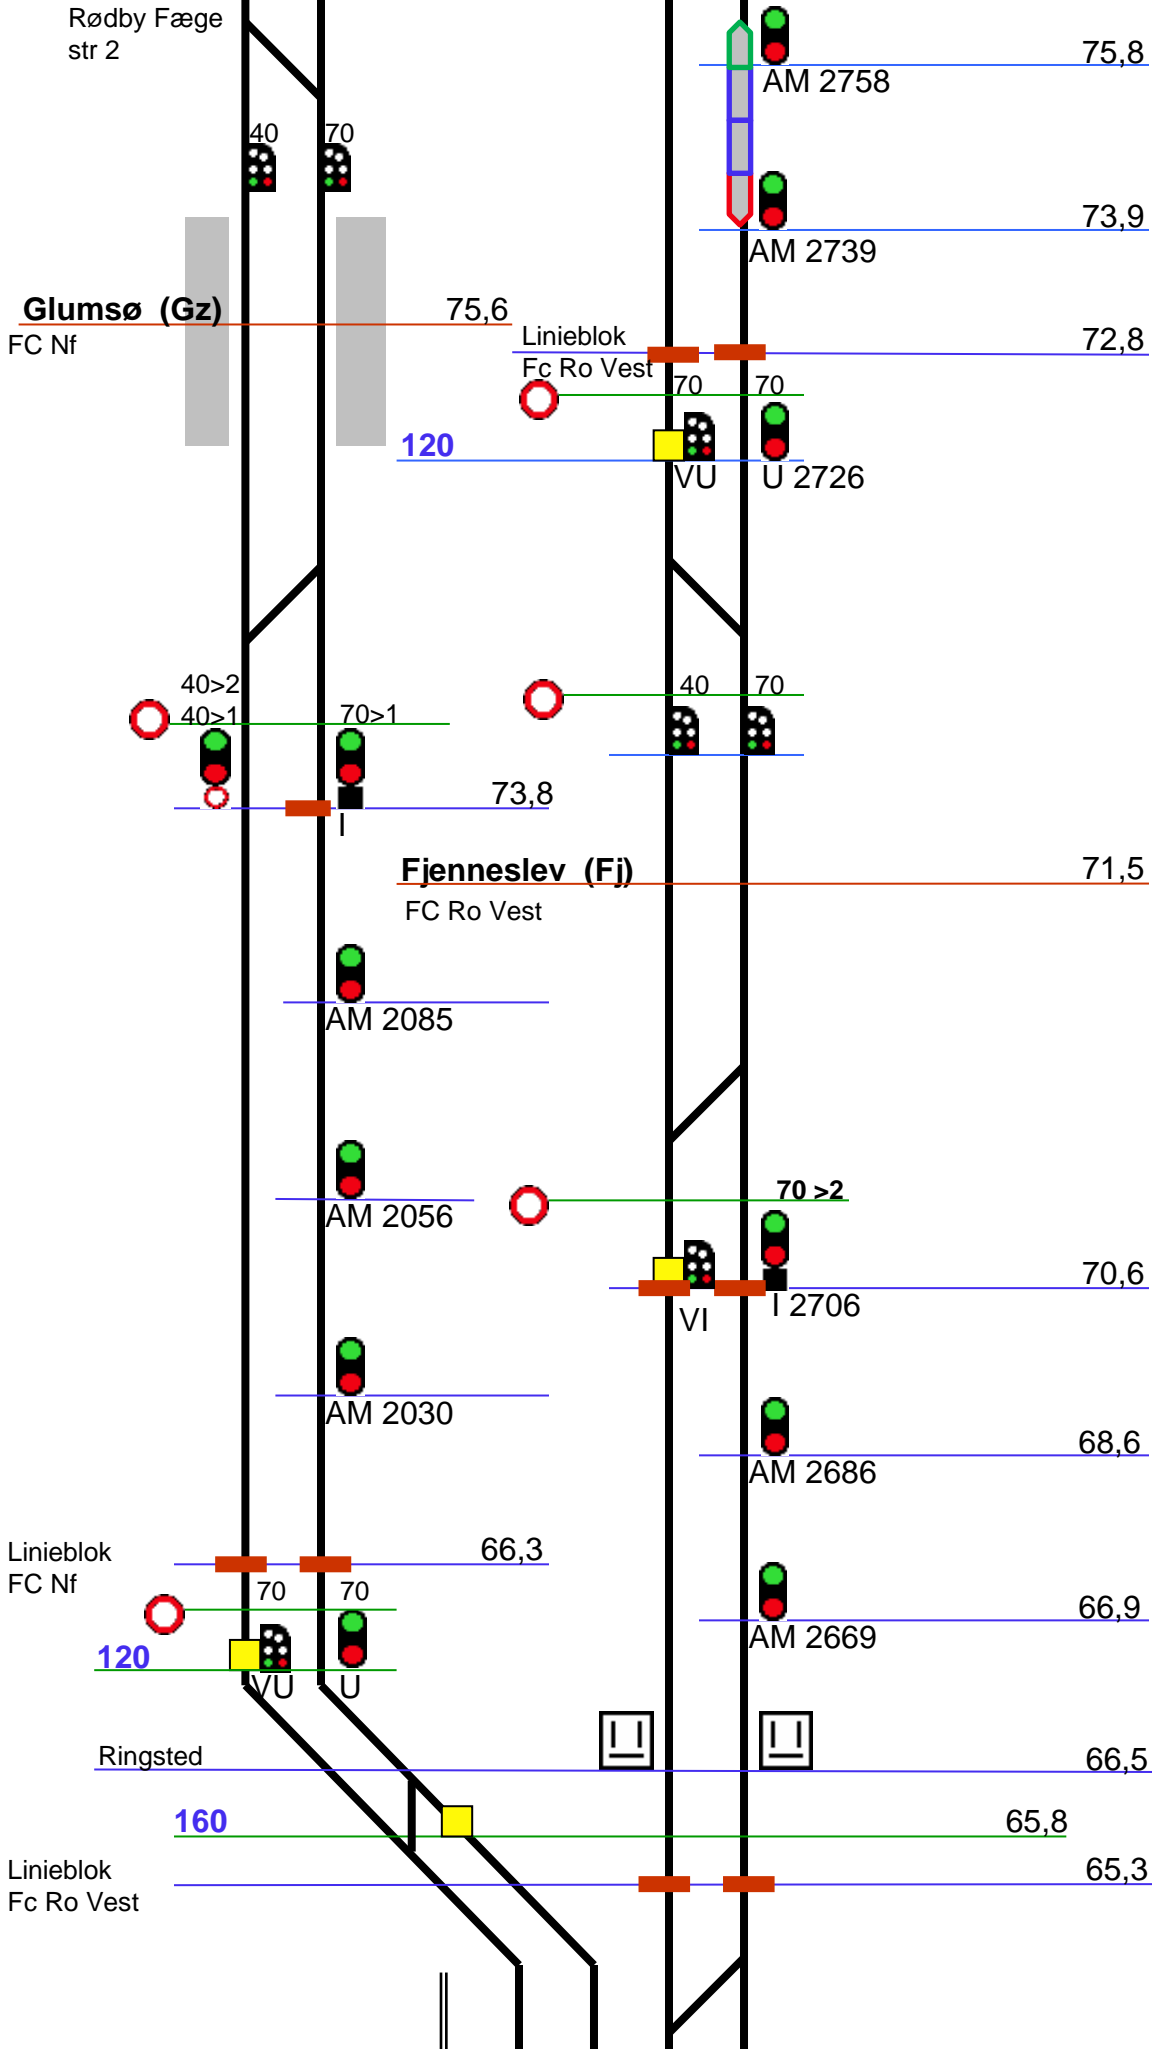 Rødby Fæge
str 2
75,8
AM 2758
40
70
73,9
AM 2739
Glumsø (Gz)
75,6
FC Nf
Linieblok
Fc Ro Vest
72,8
70
70
120
VU
U 2726
40>2
40>1
70>1
40
70
73,8
I
Fjenneslev (Fj)
71,5
FC Ro Vest
AM 2085
AM 2056
70 >2
70,6
VI
I 2706
AM 2030
68,6
AM 2686
Linieblok
FC Nf
66,3
70
70
66,9
AM 2669
120
VU
U
Ringsted
66,5
160
65,8
Linieblok
Fc Ro Vest
65,3